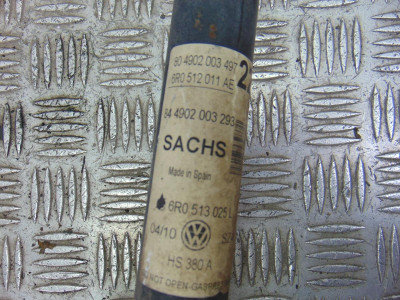 80 4902 003 497
6R0 512 011 AE
2
84 4902 003 293
SACHS
Made in Spain
6R0 513 025 L
04/10
HS 380 A